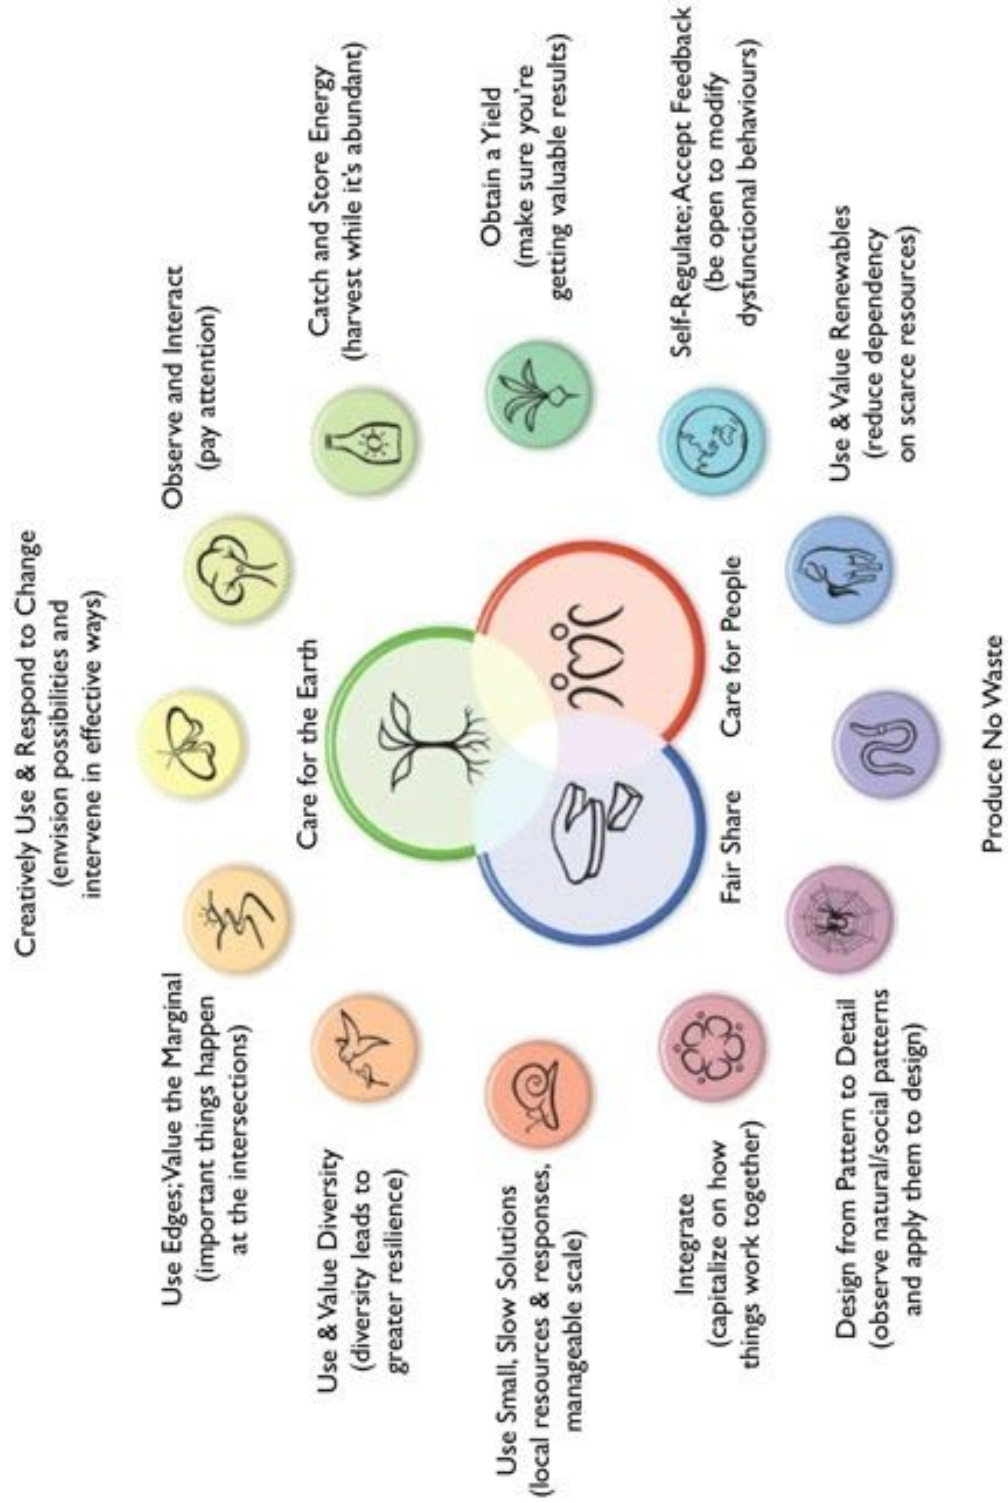 Creatively Use & Respond to Change
(envision possibilities and
intervene in effective ways)
Observe and Interact
(pay attention)
Catch and Store Energy
(harvest while it's abundant)
Obtain a Yield
(make sure you're
getting valuable results)
Self-Regulate; Accept Feedback
(be open to modify
dysfunctional behaviours)
Use & Value Renewables
(reduce dependency
on scarce resources)
Produce No Waste
Design from Pattern to Detail
(observe natural/social patterns
and apply them to design)
Integrate
(capitalize on how
things work together)
Use Small, Slow Solutions
(local resources & responses,
manageable scale)
Use & Value Diversity
(diversity leads to
greater resilience)
Use Edges; Value the Marginal
(important things happen
at the intersections)
Care for the Earth
Fair Share
Care for People